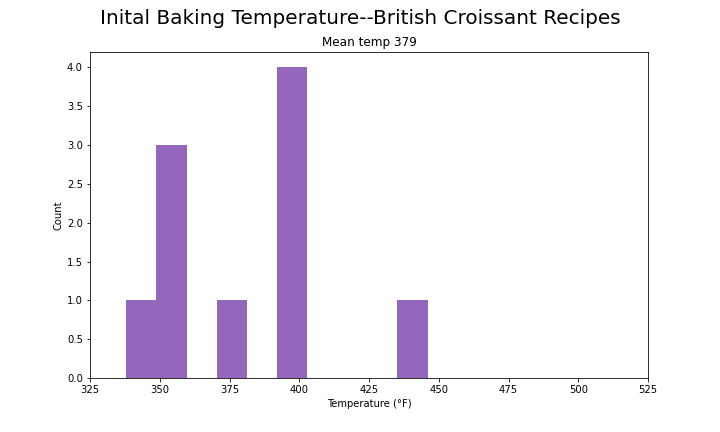 Inital Baking Temperature--British Croissant Recipes
Mean temp 379
4.0
3.5
3.0
2.5
2.0
1.5
1.0
0.5
0.0
Count
325 350 375 400 425 450 475 500 525
Temperature (°F)